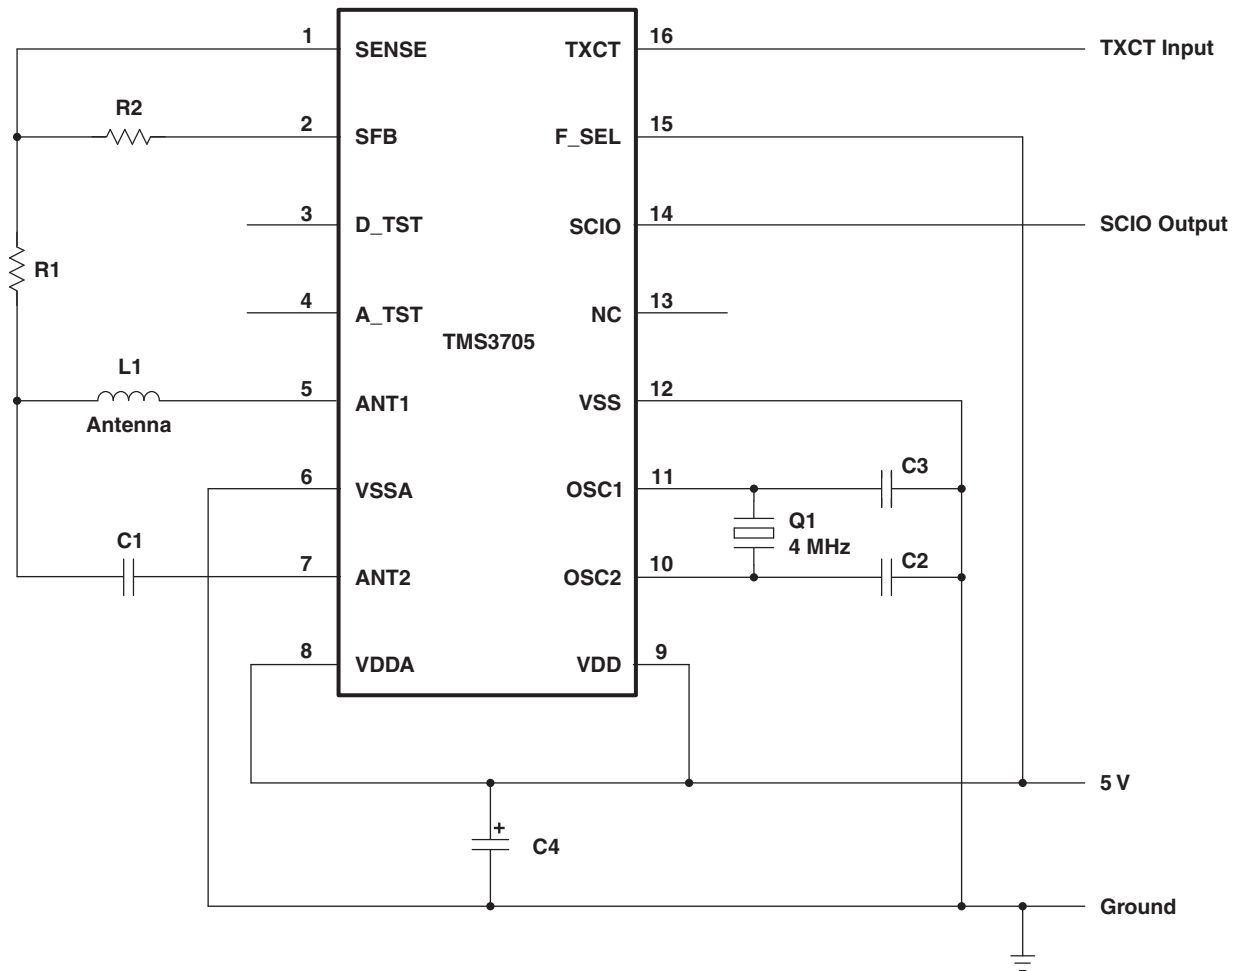 1 SENSE TXCT 16 TXCT Input
R2
2 SFB F_SEL 15
3 D_TST SCIO 14 SCIO Output
R1
4 A_TST NC 13
TMS3705
L1
5 ANT1 VSS 12
Antenna
6 VSSA OSC1 11 C3
Q1
4 MHz
C1
7 ANT2 OSC2 10 C2
8 VDDA VDD 9
5 V
+
C4
Ground